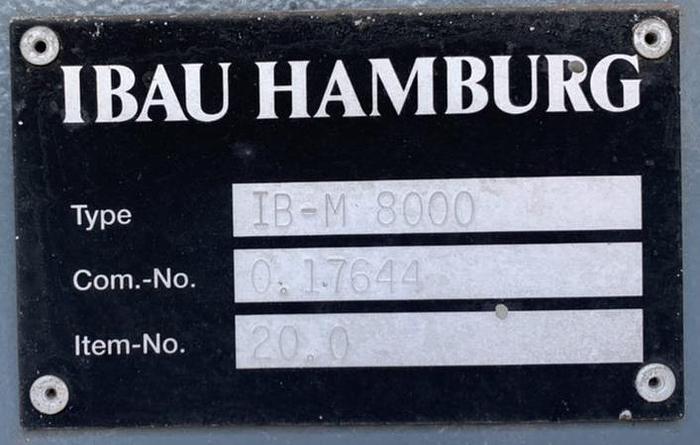 IBAU HAMBURG
Type IB-M 8000
Com.-No. 0.17644
Item-No. 20.0